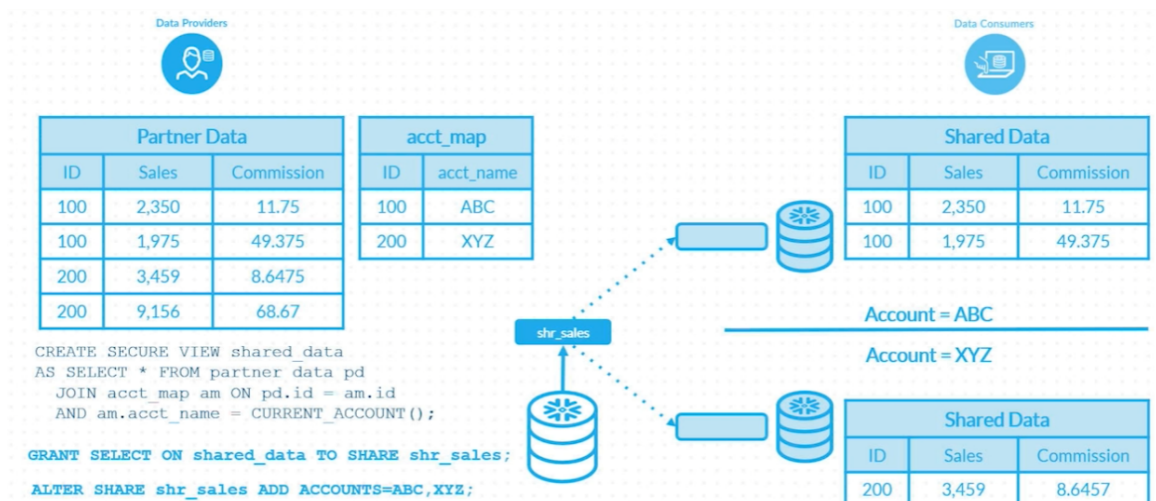 Data Providers
Data Consumers
Partner Data
ID Sales Commission
100 2,350 11.75
100 1,975 49.375
200 3,459 8.6475
200 9,156 68.67
acct_map
ID acct_name
100 ABC
200 XYZ
Shared Data
ID Sales Commission
100 2,350 11.75
100 1,975 49.375
shr_sales
Account = ABC
Account = XYZ
CREATE SECURE VIEW shared_data
AS SELECT * FROM partner data pd
JOIN acct_map am ON pd.id = am.id
AND am.acct_name = CURRENT_ACCOUNT();
GRANT SELECT ON shared_data TO SHARE shr_sales;
ALTER SHARE shr_sales ADD ACCOUNTS=ABC,XYZ;
Shared Data
ID Sales Commission
200 3,459 8.6457